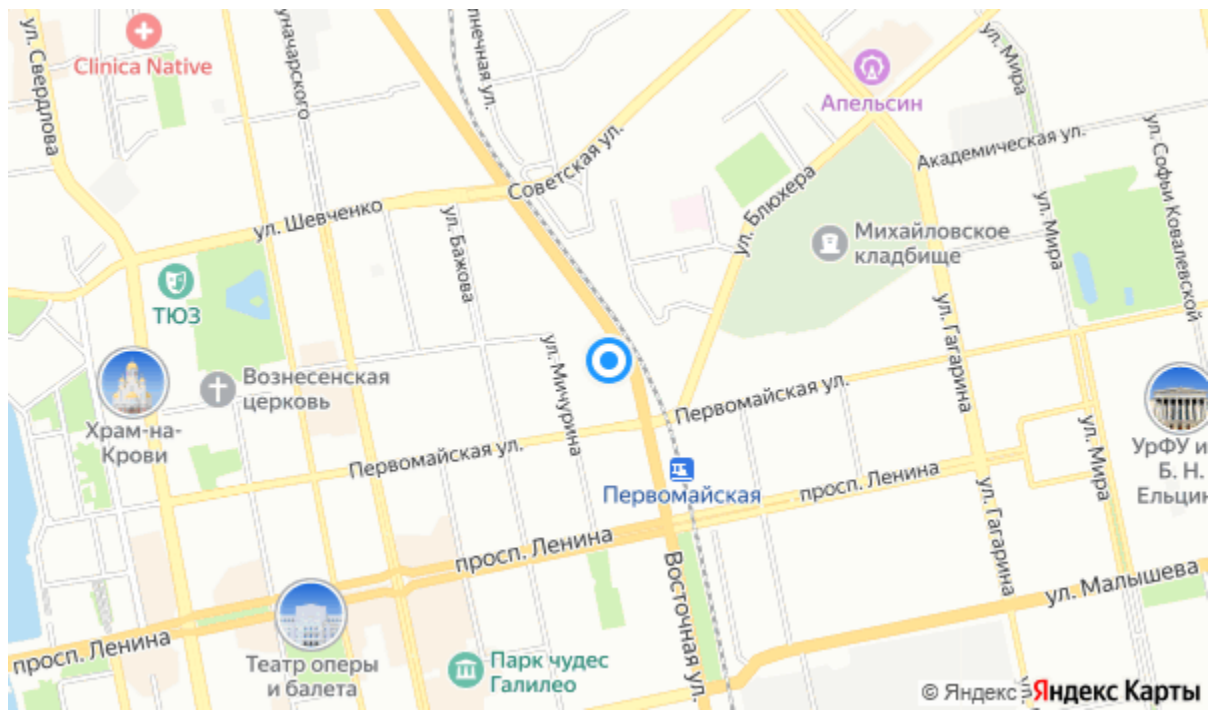 ул. Свердлова
Clinica Native
уначарского
лнечная ул.
ул. Мира
Апельсин
Советская ул.
Академическая ул.
ул. Софьи Ковалевской
ул. Шевченко
ул. Бажова
ул. Блюхера
Михайловское
кладбище
ул. Мира
ТЮЗ
ул. Гагарина
ул. Мичурина
Вознесенская
церковь
Храм-на-
Крови
Первомайская ул.
Первомайская ул.
ул. Мира
УрФУ и
Б. Н.
Ельцин
Первомайская
просп. Ленина
ул. Гагарина
просп. Ленина
Восточная ул.
ул. Малышева
просп. Ленина
Театр оперы
и балета
Парк чудес
Галилео
© Яндекс Яндекс Карты